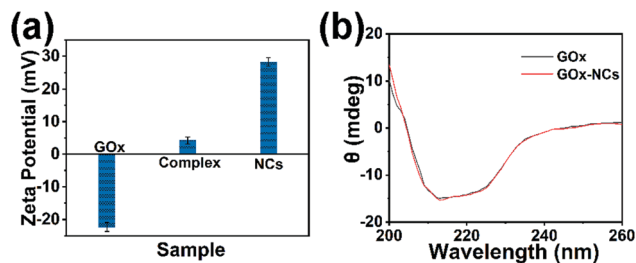 (a)
Zeta Potential (mV)
30
20
10
0
10
-20
GOx
Complex
NCs
Sample
(b)
θ (mdeg)
20
10
0
-10
-20
GOx
GOx-NCs
200
220
240
260
Wavelength (nm)